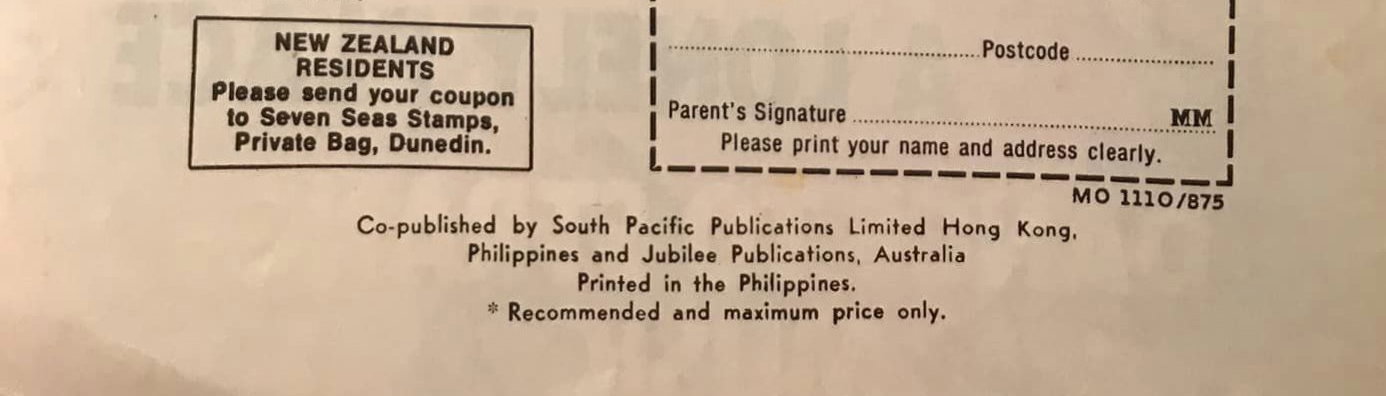 NEW ZEALAND
RESIDENTS
Please send your coupon
to Seven Seas Stamps,
Private Bag, Dunedin.
Postcode
Parent's Signature MM
Please print your name and address clearly.
MO 1110/875
Co-published by South Pacific Publications Limited Hong Kong,
Philippines and Jubilee Publications, Australia
Printed in the Philippines.
* Recommended and maximum price only.